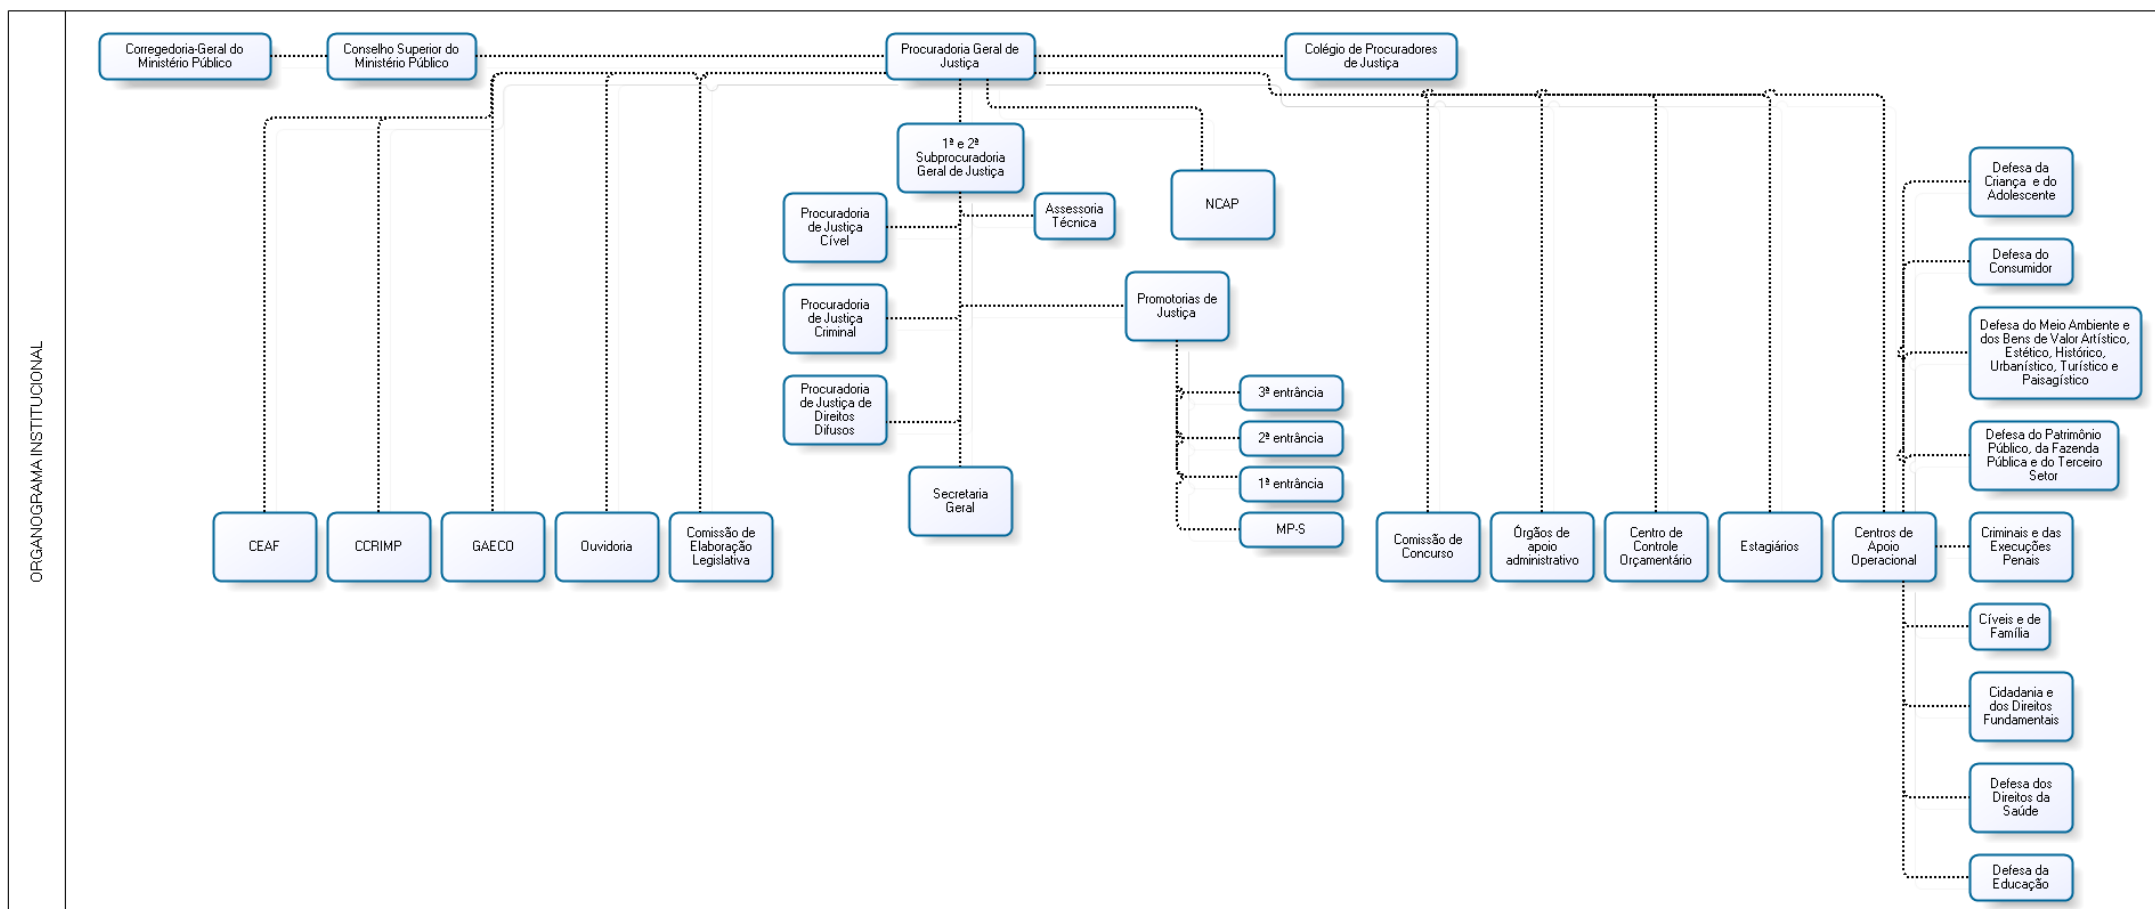 ORGANOGRAMA INSTITUCIONAL
Corregedoria-Geral do
Ministério Público
Conselho Superior do
Ministério Público
Procuradoria Geral de
Justiça
Colégio de Procuradores
de Justiça
1ª e 2ª
Subprocuradoria
Geral de Justiça
NCAP
Procuradoria
de Justiça
Cível
Assessoria
Técnica
Procuradoria
de Justiça
Criminal
Promotorias de
Justiça
Procuradoria
de Justiça de
Direitos
Difusos
3ª entrância
2ª entrância
1ª entrância
MP-S
Secretaria
Geral
CEAF
CCRIMP
GAECO
Ouvidoria
Comissão de
Elaboração
Legislativa
Comissão de
Concurso
Órgãos de
apoio
administrativo
Centro de
Controle
Orçamentário
Estagiários
Centros de
Apoio
Operacional
Defesa da
Criança e do
Adolescente
Defesa do
Consumidor
Defesa do Meio Ambiente e
dos Bens de Valor Artístico,
Estético, Histórico,
Urbanístico, Turístico e
Paisagístico
Defesa do Patrimônio
Público, da Fazenda
Pública e do Terceiro
Setor
Criminais e das
Execuções
Penais
Cíveis e de
Família
Cidadania e
dos Direitos
Fundamentais
Defesa dos
Direitos da
Saúde
Defesa da
Educação